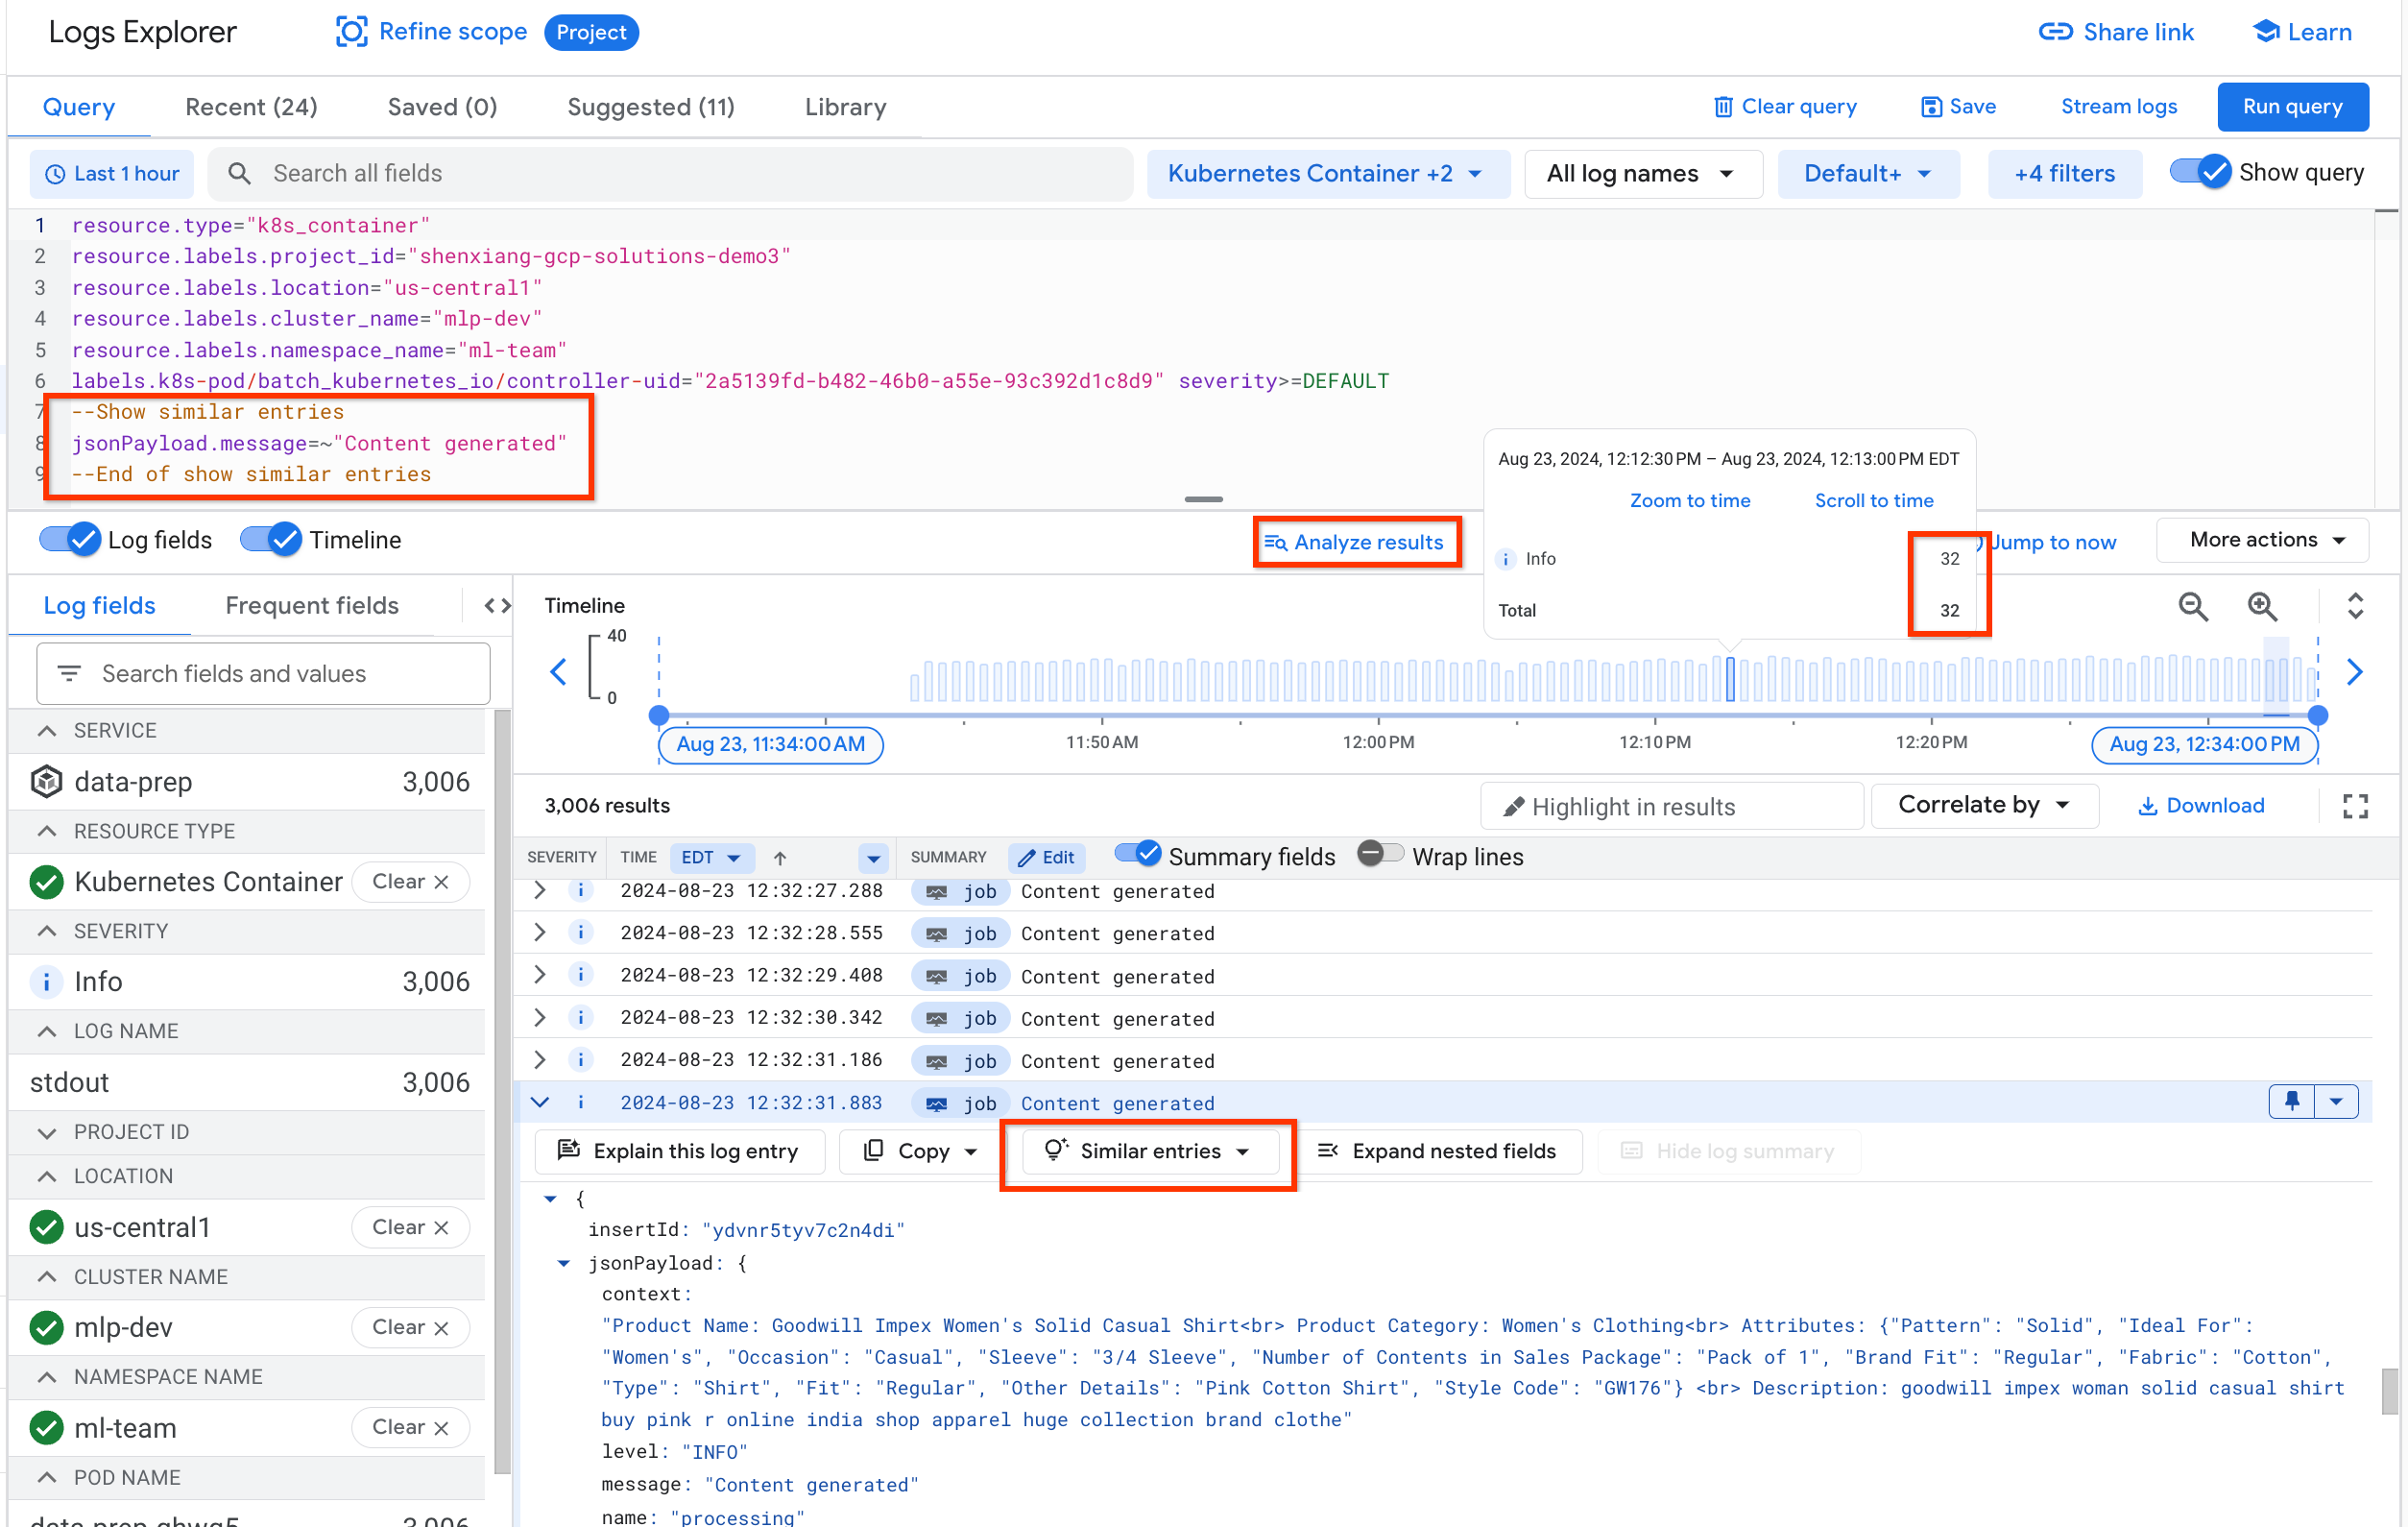 Logs Explorer
Refine scope
Project
Share link
Learn
Query
Recent (24)
Saved (0)
Suggested (11)
Library
Clear query
Save
Stream logs
Run query
Last 1 hour
Search all fields
Kubernetes Container +2
All log names
Default+
+4 filters
Show query
1 resource.type="k8s_container"
2 resource.labels.project_id="shenxiang-gcp-solutions-demo3"
3 resource.labels.location="us-central1"
4 resource.labels.cluster_name="mlp-dev"
5 resource.labels.namespace_name="ml-team"
6 labels.k8s-pod/batch_kubernetes_io/controller-uid="2a5139fd-b482-46b0-a55e-93c392d1c8d9" severity>=DEFAULT
7 --Show similar entries
8 jsonPayload.message=~"Content generated"
9 --End of show similar entries
Aug 23, 2024, 12:12:30 PM – Aug 23, 2024, 12:13:00 PM EDT
Zoom to time
Scroll to time
Info 32
Total 32
Log fields
Timeline
Analyze results
Jump to now
More actions
Log fields
Frequent fields
Search fields and values
SERVICE
data-prep 3,006
RESOURCE TYPE
Kubernetes Container Clear
SEVERITY
Info 3,006
LOG NAME
stdout 3,006
PROJECT ID
LOCATION
us-central1 Clear
CLUSTER NAME
mlp-dev Clear
NAMESPACE NAME
ml-team Clear
POD NAME
Timeline
40
0
Aug 23, 11:34:00 AM
11:50 AM
12:00 PM
12:10 PM
12:20 PM
Aug 23, 12:34:00 PM
3,006 results
Highlight in results
Correlate by
Download
SEVERITY TIME EDT SUMMARY Edit Summary fields Wrap lines
2024-08-23 12:32:27.288 job Content generated
2024-08-23 12:32:28.555 job Content generated
2024-08-23 12:32:29.408 job Content generated
2024-08-23 12:32:30.342 job Content generated
2024-08-23 12:32:31.186 job Content generated
2024-08-23 12:32:31.883 job Content generated
Explain this log entry
Copy
Similar entries
Expand nested fields
Hide log summary
{
insertId: "ydvnr5tyv7c2n4di"
jsonPayload: {
context:
"Product Name: Goodwill Impex Women's Solid Casual Shirt<br> Product Category: Women's Clothing<br> Attributes: {"Pattern": "Solid", "Ideal For":
"Women's", "Occasion": "Casual", "Sleeve": "3/4 Sleeve", "Number of Contents in Sales Package": "Pack of 1", "Brand Fit": "Regular", "Fabric": "Cotton",
"Type": "Shirt", "Fit": "Regular", "Other Details": "Pink Cotton Shirt", "Style Code": "GW176"} <br> Description: goodwill impex woman solid casual shirt
buy pink r online india shop apparel huge collection brand clothe"
level: "INFO"
message: "Content generated"
name: "processing"